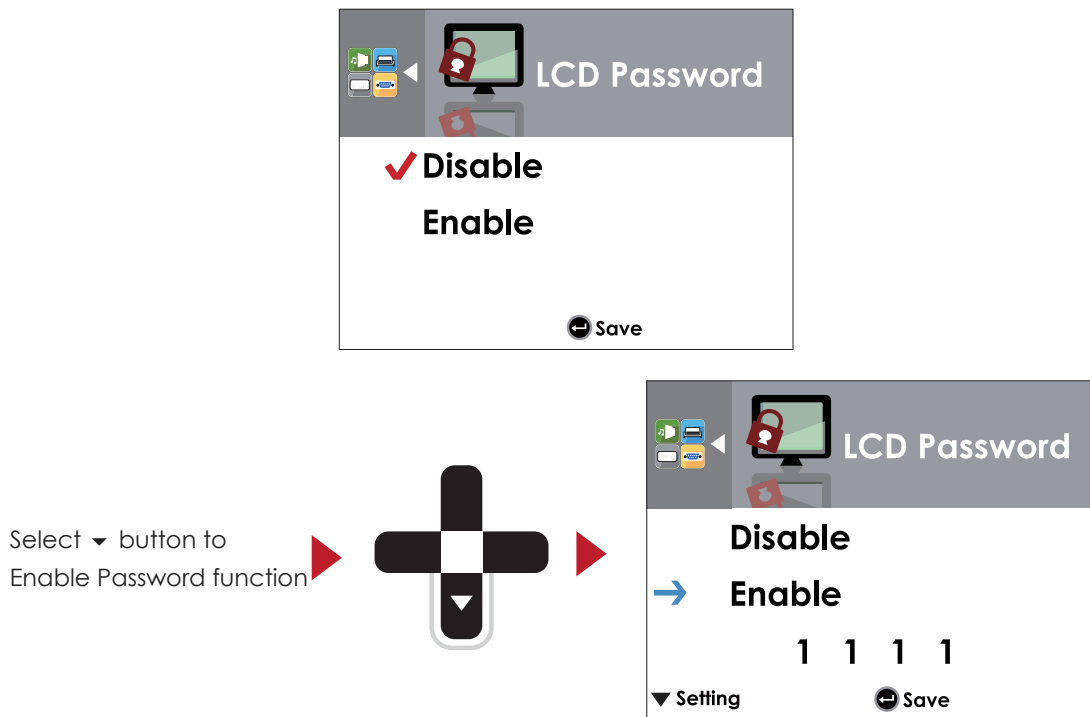 LCD Password
Disable
Enable
Save
Select ▼ button to
Enable Password function
LCD Password
Disable
Enable
1 1 1 1
▼ Setting Save